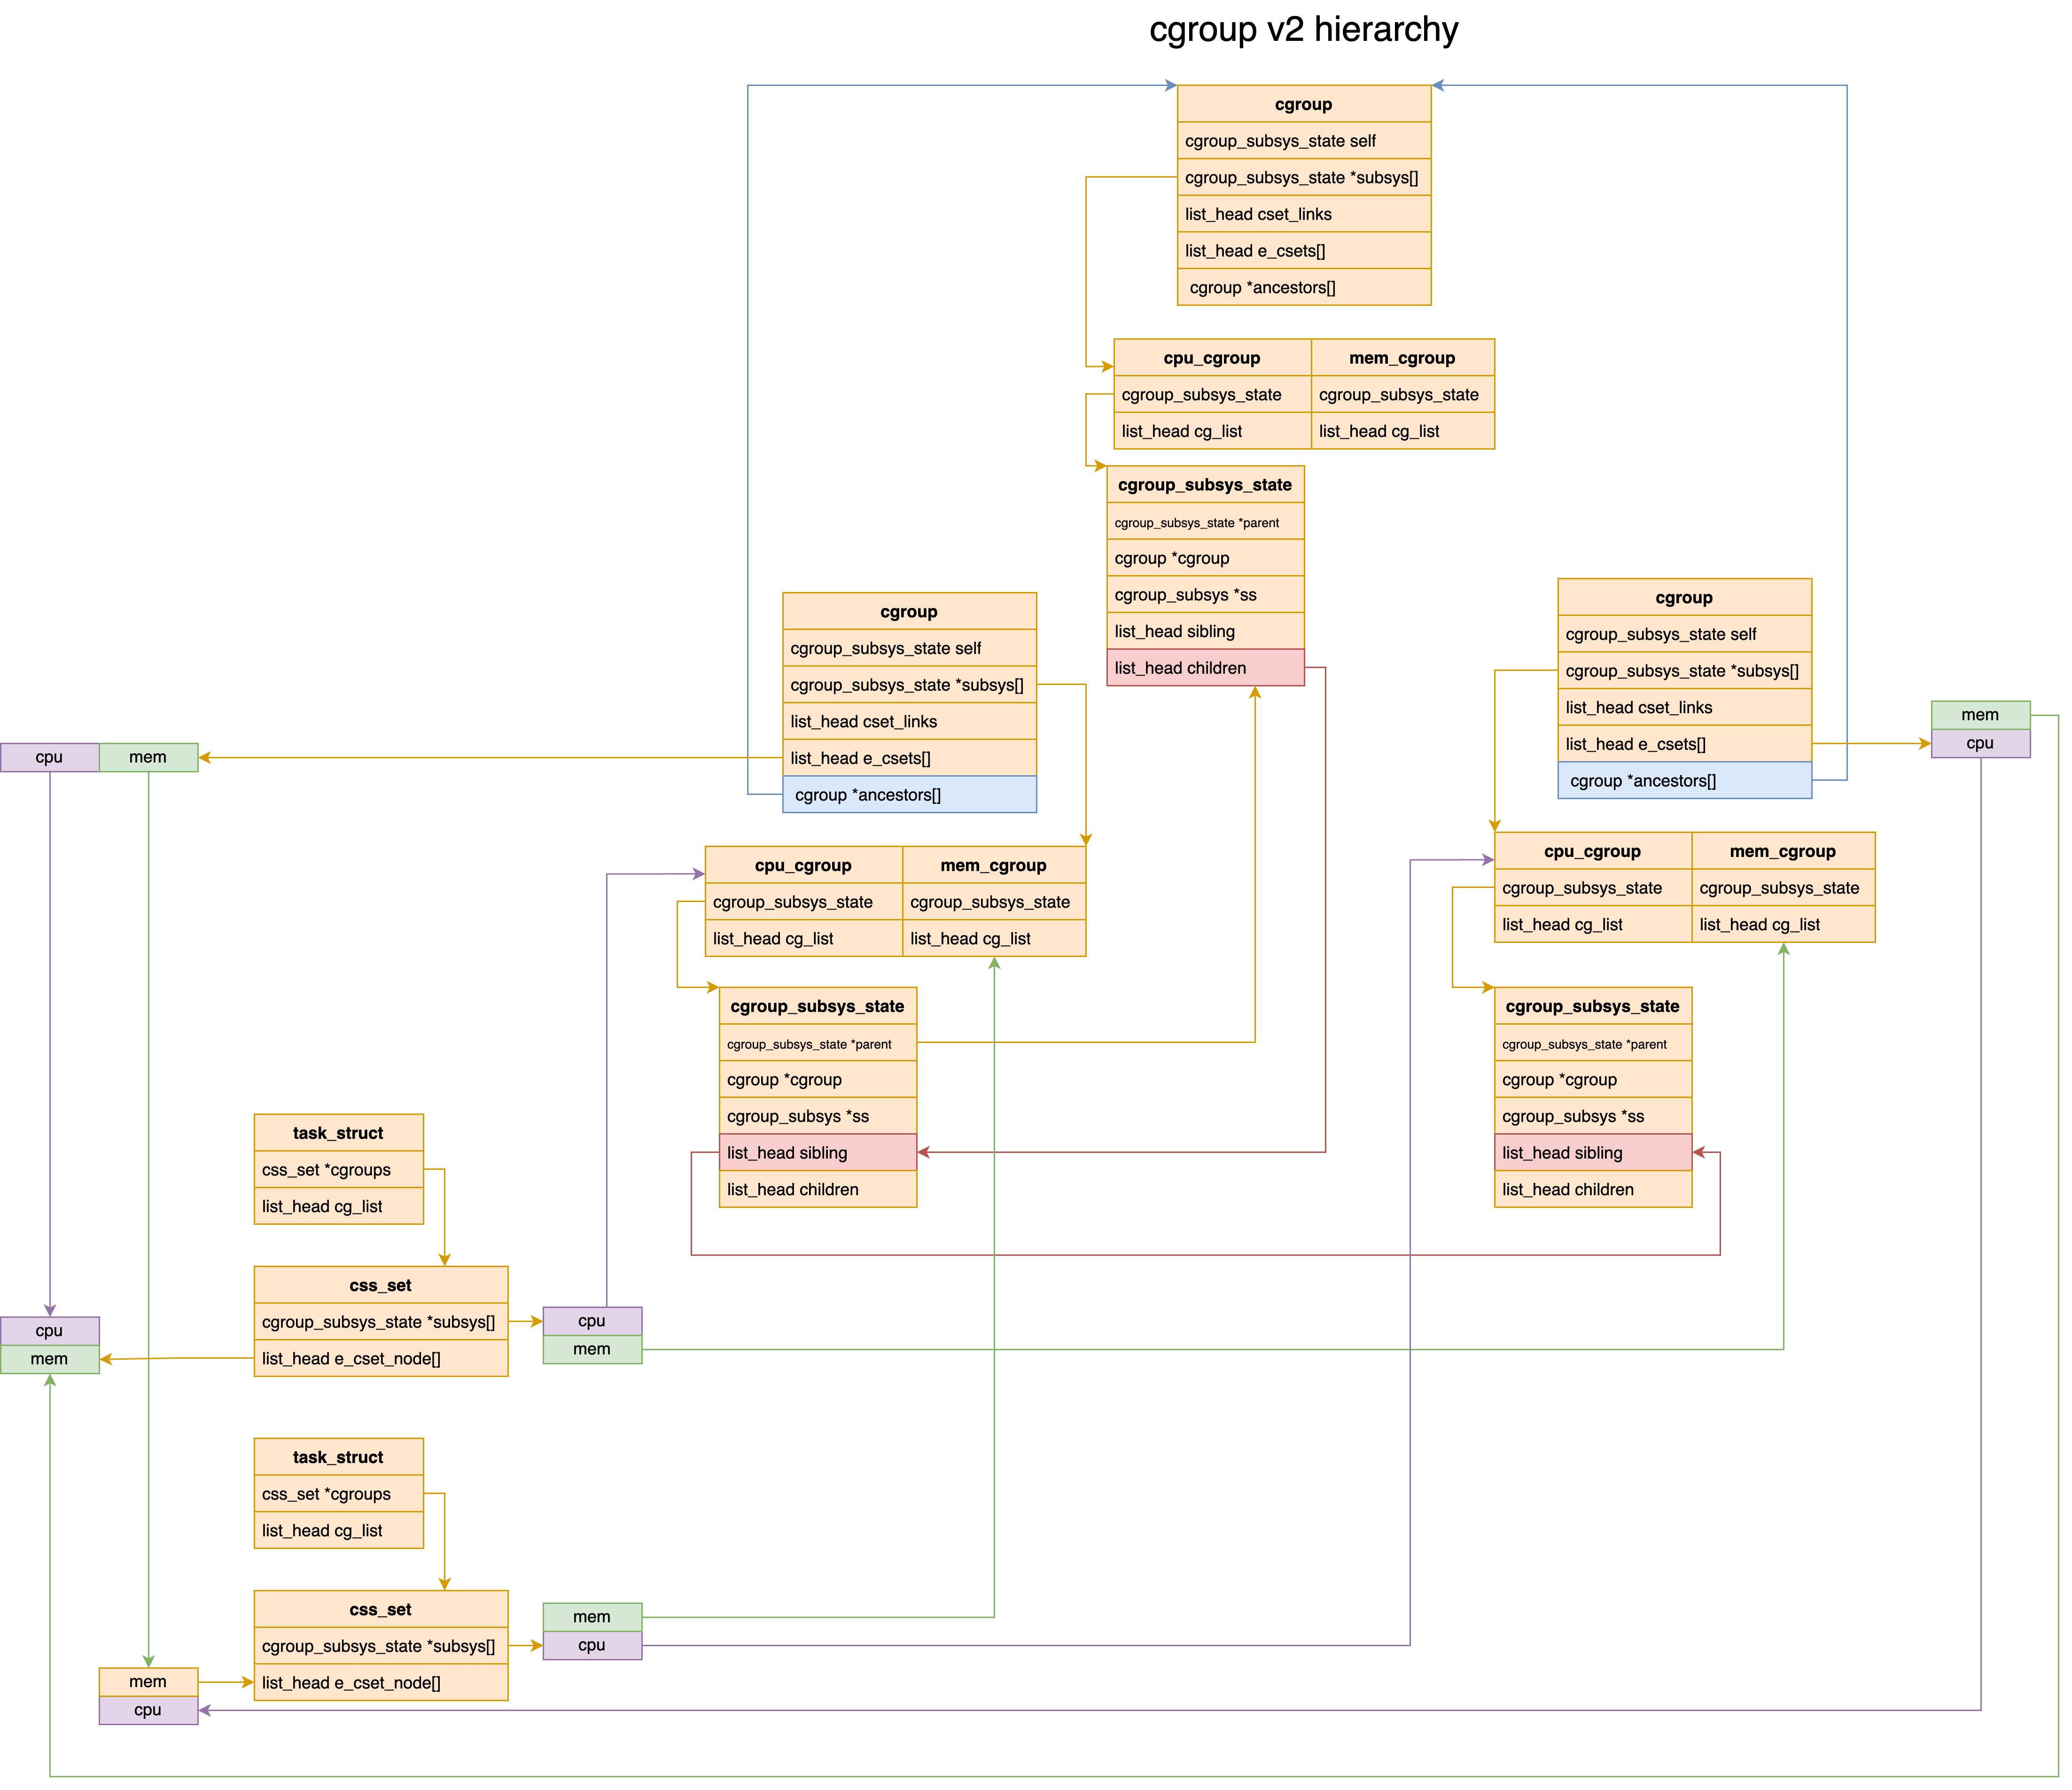 cgroup v2 hierarchy
cgroup
cgroup_subsys_state self
cgroup_subsys_state *subsys[]
list_head cset_links
list_head e_csets[]
cgroup *ancestors[]
cpu_cgroup
mem_cgroup
cgroup_subsys_state
cgroup_subsys_state
list_head cg_list
list_head cg_list
cgroup_subsys_state
cgroup_subsys_state *parent
cgroup *cgroup
cgroup_subsys *ss
list_head sibling
list_head children
cgroup
cgroup_subsys_state self
cgroup_subsys_state *subsys[]
list_head cset_links
list_head e_csets[]
cgroup *ancestors[]
cgroup
cgroup_subsys_state self
cgroup_subsys_state *subsys[]
list_head cset_links
list_head e_csets[]
cgroup *ancestors[]
mem
cpu
cpu
mem
cpu_cgroup
mem_cgroup
cgroup_subsys_state
cgroup_subsys_state
list_head cg_list
list_head cg_list
cpu_cgroup
mem_cgroup
cgroup_subsys_state
cgroup_subsys_state
list_head cg_list
list_head cg_list
cgroup_subsys_state
cgroup_subsys_state *parent
cgroup *cgroup
cgroup_subsys *ss
list_head sibling
list_head children
cgroup_subsys_state
cgroup_subsys_state *parent
cgroup *cgroup
cgroup_subsys *ss
list_head sibling
list_head children
task_struct
css_set *cgroups
list_head cg_list
css_set
cgroup_subsys_state *subsys[]
list_head e_cset_node[]
cpu
mem
cpu
mem
task_struct
css_set *cgroups
list_head cg_list
css_set
cgroup_subsys_state *subsys[]
list_head e_cset_node[]
mem
cpu
mem
cpu